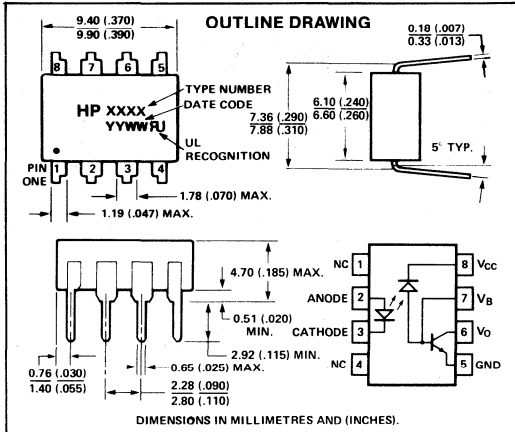 OUTLINE DRAWING
9.40 (.370)
9.90 (.390)
8 7 6 5
HP XXXX
YYWW RU
TYPE NUMBER
DATE CODE
UL
RECOGNITION
PIN
ONE
1 2 3 4
1.78 (.070) MAX.
1.19 (.047) MAX.
0.18 (.007)
0.33 (.013)
7.36 (.290)
7.88 (.310)
6.10 (.240)
6.60 (.260)
5° TYP.
4.70 (.185) MAX.
0.51 (.020)
MIN.
2.92 (.115) MIN.
0.65 (.025) MAX.
0.76 (.030)
1.40 (.055)
2.28 (.090)
2.80 (.110)
NC 1
ANODE 2
CATHODE 3
NC 4
8 VCC
7 VB
6 VO
5 GND
DIMENSIONS IN MILLIMETRES AND (INCHES).